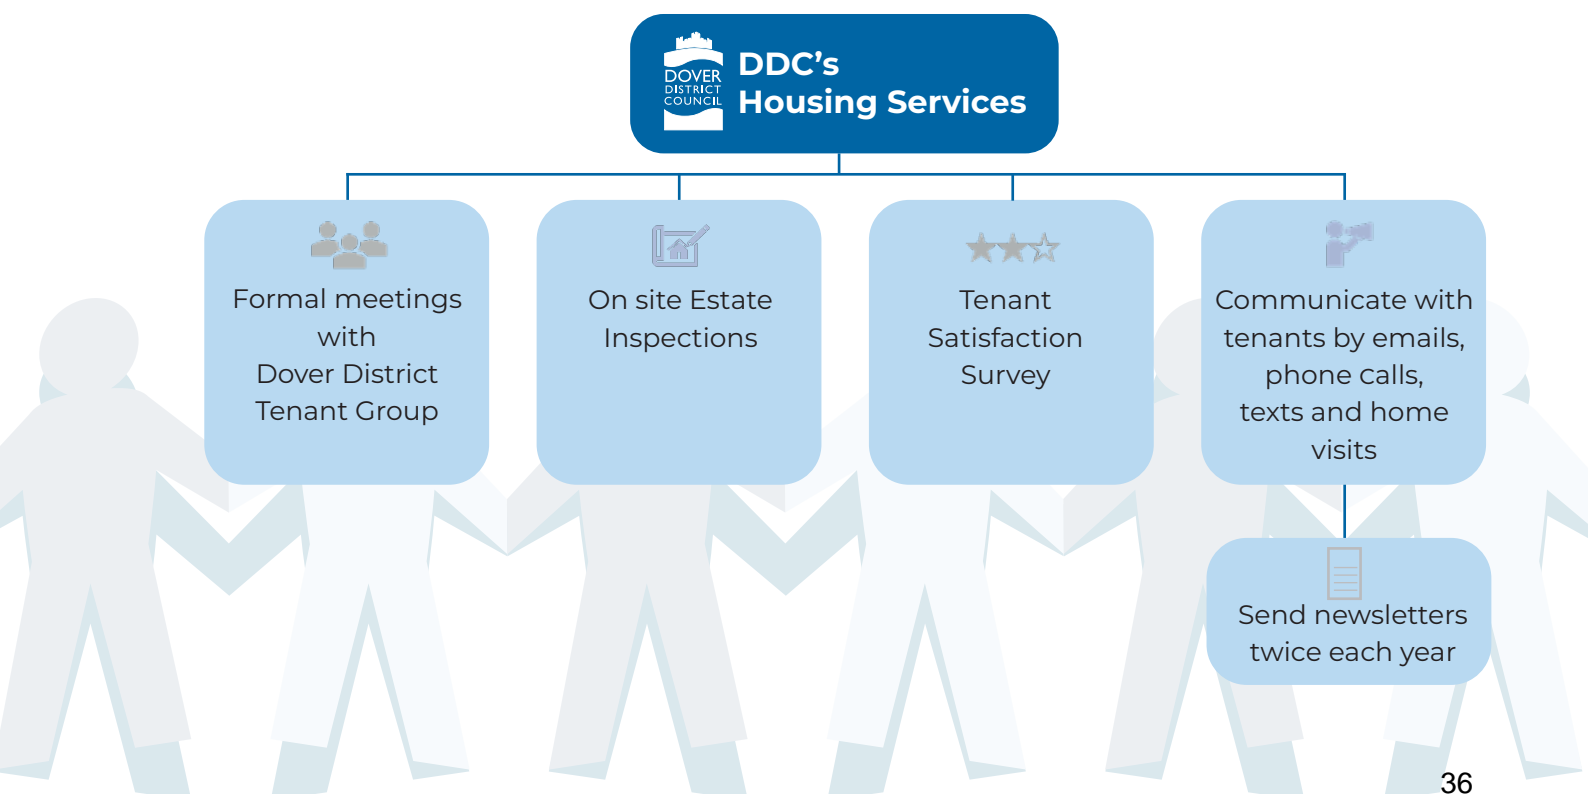 DOVER
DISTRICT
COUNCIL
DDC’s
Housing Services
Formal meetings
with
Dover District
Tenant Group
On site Estate
Inspections
Tenant
Satisfaction
Survey
Communicate with
tenants by emails,
phone calls,
texts and home
visits
Send newsletters
twice each year
36